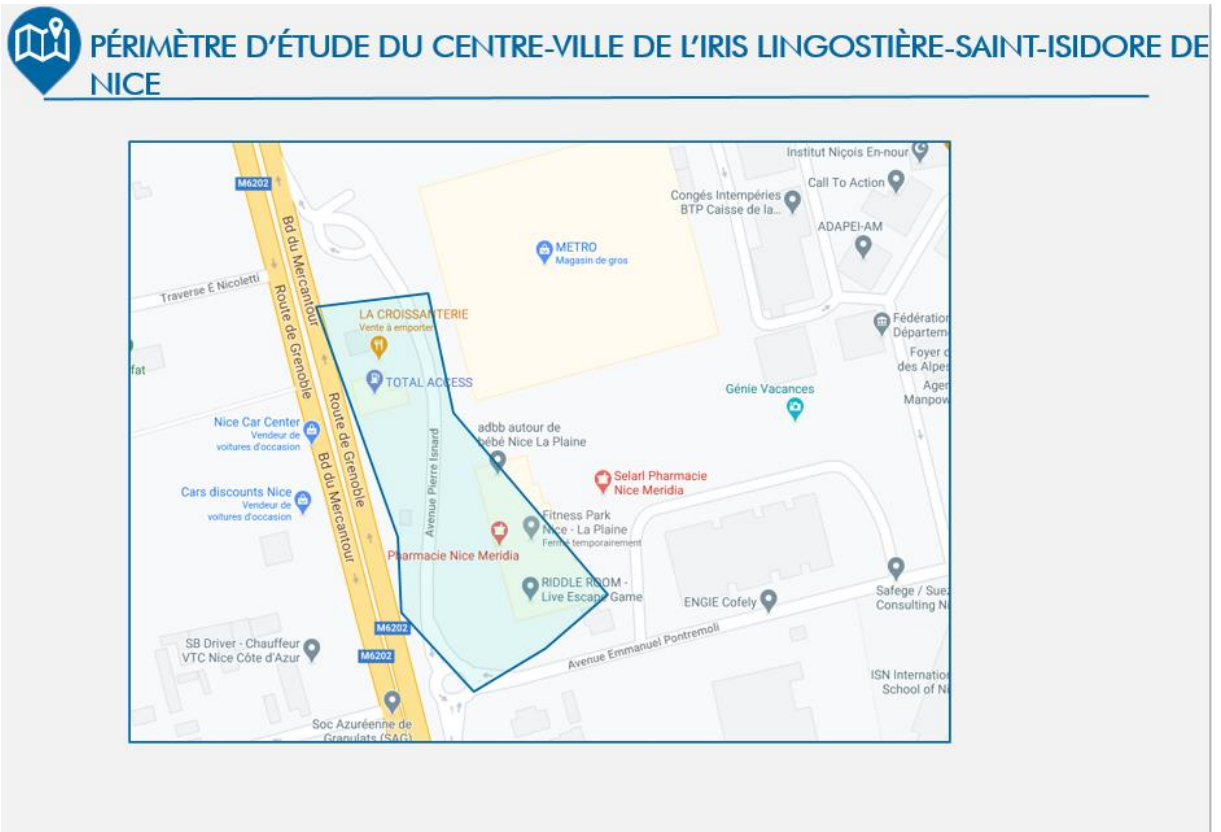 PÉRIMÈTRE D'ÉTUDE DU CENTRE-VILLE DE L'IRIS LINGOSTIÈRE-SAINT-ISIDORE DE
NICE
Institut Niçois En-nour
M6202
Call To Action
Congés Intempéries
BTP Caisse de la...
ADAPEI-AM
Bd du Mercantour
METRO
Magasin de gros
Traverse É Nicoletti
Route de Grenoble
LA CROISSANTERIE
Vente à emporter
Fédération
Départem
Foyer d
des Alpes
fat
TOTAL ACCESS
Génie Vacances
Agen
Manpow
Nice Car Center
Vendeur de
voitures d'occasion
Route de Grenoble
adbb autour de
bébé Nice La Plaine
Avenue Pierre Isnard
Bd du Mercantour
Selarl Pharmacie
Nice Meridia
Cars discounts Nice
Vendeur de
voitures d'occasion
Fitness Park
Nice - La Plaine
Fermé temporairement
Pharmacie Nice Meridia
RIDDLE ROOM -
Live Escape Game
ENGIE Cofely
Safege / Suez
Consulting Ni
M6202
SB Driver - Chauffeur
VTC Nice Côte d'Azur
M6202
Avenue Emmanuel Pontremoli
ISN Internation
School of Ni
Soc Azuréenne de
Granulats (SAG)